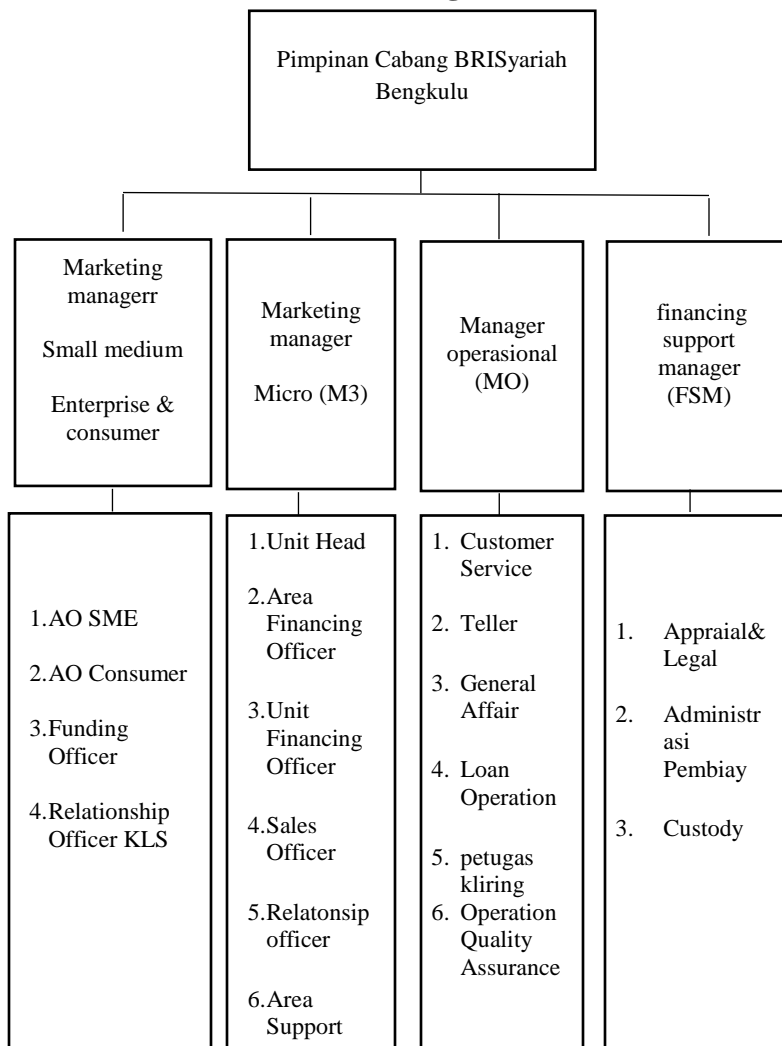 Pimpinan Cabang BRISyariah
Bengkulu
Marketing
managerr
Small medium
Enterprise &
consumer
Marketing
manager
Micro (M3)
Manager
operasional
(MO)
financing
support
manager
(FSM)
1.AO SME
2.AO Consumer
3.Funding
Officer
4.Relationship
Officer KLS
1.Unit Head
2.Area
Financing
Officer
3.Unit
Financing
Officer
4.Sales
Officer
5.Relatonsip
officer
6.Area
Support
1. Customer
Service
2. Teller
3. General
Affair
4. Loan
Operation
5. petugas
kliring
6. Operation
Quality
Assurance
1. Appraial&
Legal
2. Administr
asi
Pembiay
3. Custody